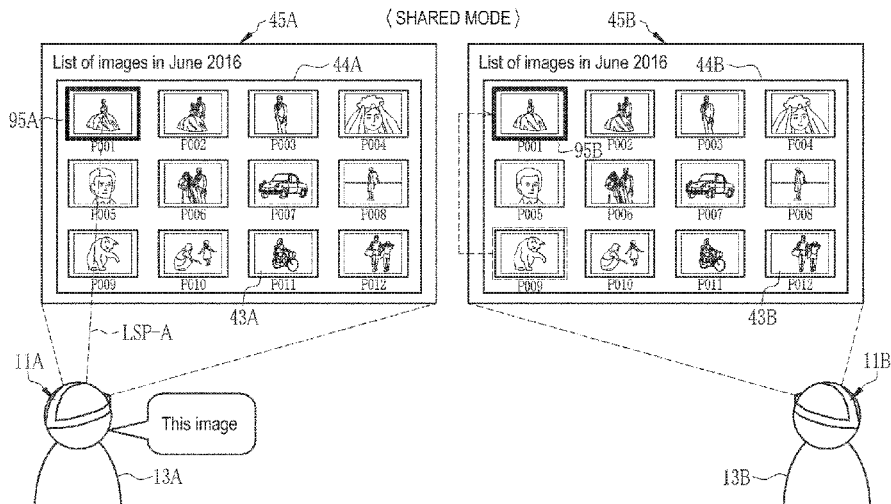 45A
(SHARED MODE)
45B
List of images in June 2016
44A
List of images in June 2016
44B
95A
P001
P002
P003
P004
P001
95B
P002
P003
P004
P005
P006
P007
P008
P005
P006
P007
P008
P009
P010
P011
P012
P009
P010
P011
P012
43A
43B
LSP-A
11A
11B
This image
13A
13B